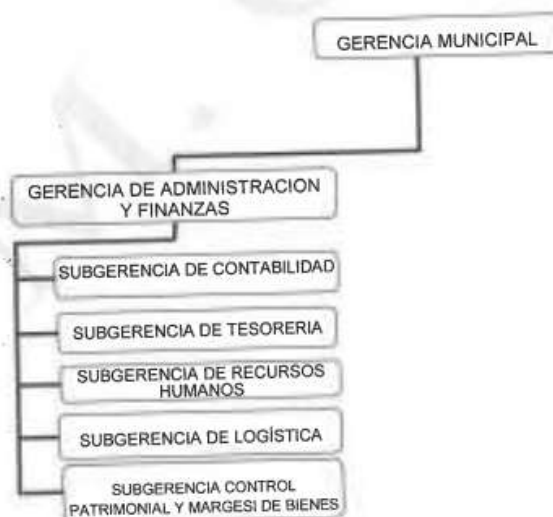 GERENCIA MUNICIPAL
GERENCIA DE ADMINISTRACION
Y FINANZAS
SUBGERENCIA DE CONTABILIDAD
SUBGERENCIA DE TESORERIA
SUBGERENCIA DE RECURSOS
HUMANOS
SUBGERENCIA DE LOGÍSTICA
SUBGERENCIA CONTROL
PATRIMONIAL Y MARGESI DE BIENES